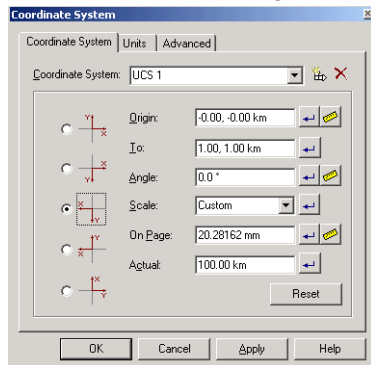 Coordinate System
Coordinate System Units Advanced
Coordinate System: UCS 1
Y X Origin: -0.00, -0.00 km
To: 1.00, 1.00 km
X Y Angle: 0.0 °
X Y Scale: Custom
Y X On Page: 20.28162 mm
Actual: 100.00 km
X Y Reset
OK Cancel Apply Help